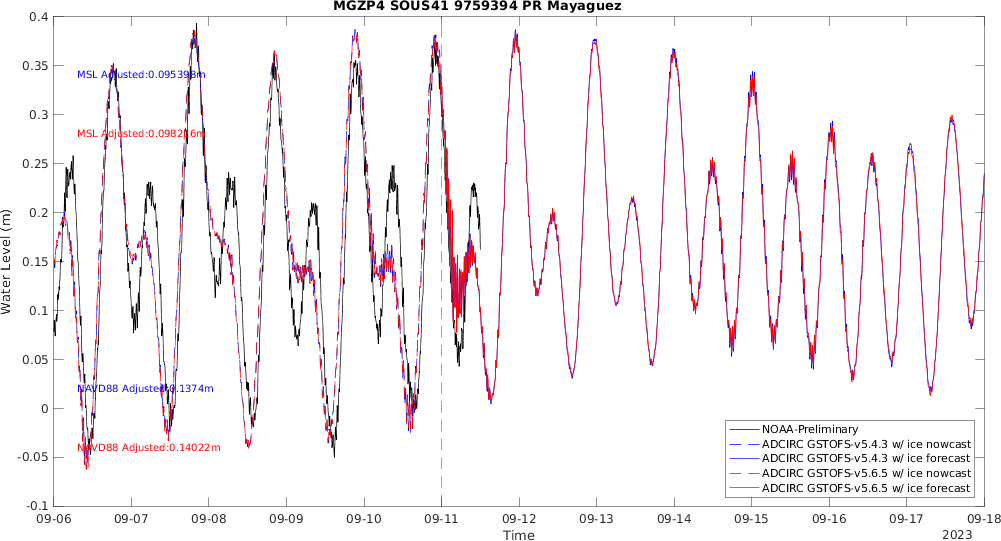 MGZP4 SOUS41 9759394 PR Mayaguez
Water Level (m)
0.4
0.35
0.3
0.25
0.2
0.15
0.1
0.05
0
-0.05
-0.1
MSL Adjusted:0.095398m
MSL Adjusted:0.098216m
NAVD88 Adjusted:0.1374m
NAVD88 Adjusted:0.14022m
NOAA-Preliminary
ADCIRC GSTOFS-v5.4.3 w/ ice nowcast
ADCIRC GSTOFS-v5.4.3 w/ ice forecast
ADCIRC GSTOFS-v5.6.5 w/ ice nowcast
ADCIRC GSTOFS-v5.6.5 w/ ice forecast
09-06 09-07 09-08 09-09 09-10 09-11 09-12 09-13 09-14 09-15 09-16 09-17 09-18
Time
2023